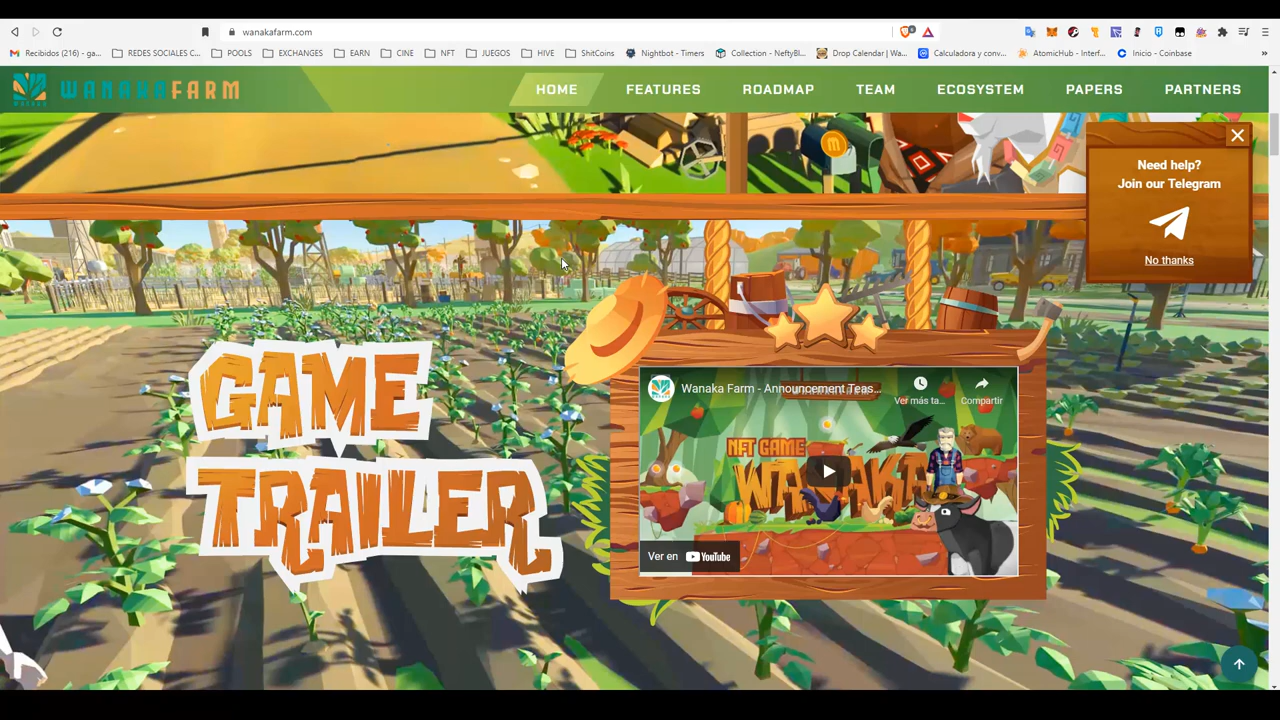 wanakafarm.com
Recibidos (216) - ga...
REDES SOCIALES C...
POOLS
EXCHANGES
EARN
CINE
NFT
JUEGOS
HIVE
ShitCoins
Nightbot - Timers
Collection - NeftyBl...
Drop Calendar | Wa...
Calculadora y conv...
AtomicHub - Interf...
Inicio - Coinbase
»
WANAKAFARM
HOME
FEATURES
ROADMAP
TEAM
ECOSYSTEM
PAPERS
PARTNERS
Need help?
Join our Telegram
No thanks
GAME
TRAILER
Wanaka Farm - Announcement Teas...
Ver más ta...
Compartir
NFT GAME
WANAKA
Ver en YouTube